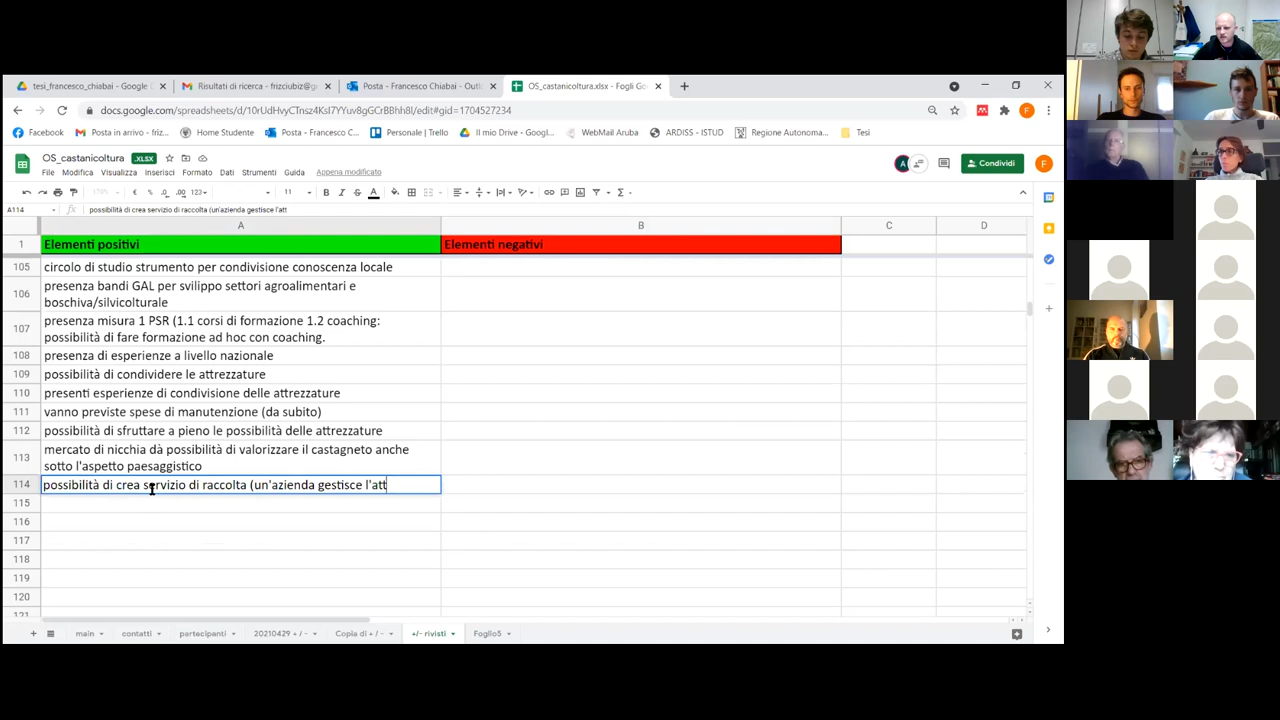 tesi_francesco_chiabai - Google
Risultati di ricerca - frizciubiz@g
Posta - Francesco Chiabai - Outl
OS_castanicoltura.xlsx - Fogli Go
docs.google.com/spreadsheets/d/10rUdHvyCTnsz4KsI7YYuv8gGCrBBhh8l/edit#gid=1704527234
Facebook
Posta in arrivo - friz...
Home Studente
Posta - Francesco C...
Personale | Trello
Il mio Drive - Googl...
WebMail Aruba
ARDISS - ISTUD
Regione Autonoma...
Tesi
OS_castanicoltura .XLSX
File Modifica Visualizza Inserisci Formato Dati Strumenti Guida Appena modificato
A Condividi F
A114 fx possibilità di crea servizio di raccolta (un'azienda gestisce l'att
A B C D
1 Elementi positivi Elementi negativi
105 circolo di studio strumento per condivisione conoscenza locale
106 presenza bandi GAL per sviluppo settori agroalimentari e
boschiva/silvicolturale
107 presenza misura 1 PSR (1.1 corsi di formazione 1.2 coaching:
possibilità di fare formazione ad hoc con coaching.
108 presenza di esperienze a livello nazionale
109 possibilità di condividere le attrezzature
110 presenti esperienze di condivisione delle attrezzature
111 vanno previste spese di manutenzione (da subito)
112 possibilità di sfruttare a pieno le possibilità delle attrezzature
113 mercato di nicchia dà possibilità di valorizzare il castagneto anche
sotto l'aspetto paesaggistico
114 possibilità di crea servizio di raccolta (un'azienda gestisce l'att
115
116
117
118
119
120
121
main contatti partecipanti 20210429 + / - Copia di + / - +/- rivisti Foglio5